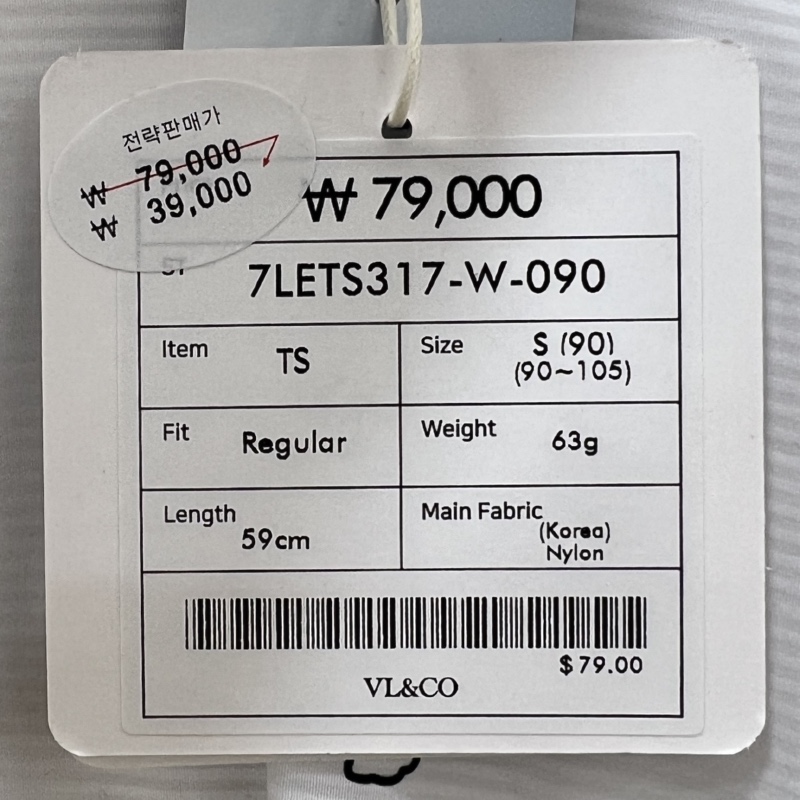 전략판매가
₩ 79,000
₩ 39,000
₩ 79,000
ST
7LETS317-W-090
Item TS
Size S (90)
(90~105)
Fit Regular
Weight 63g
Length
59cm
Main Fabric
(Korea)
Nylon
$79.00
VL&CO